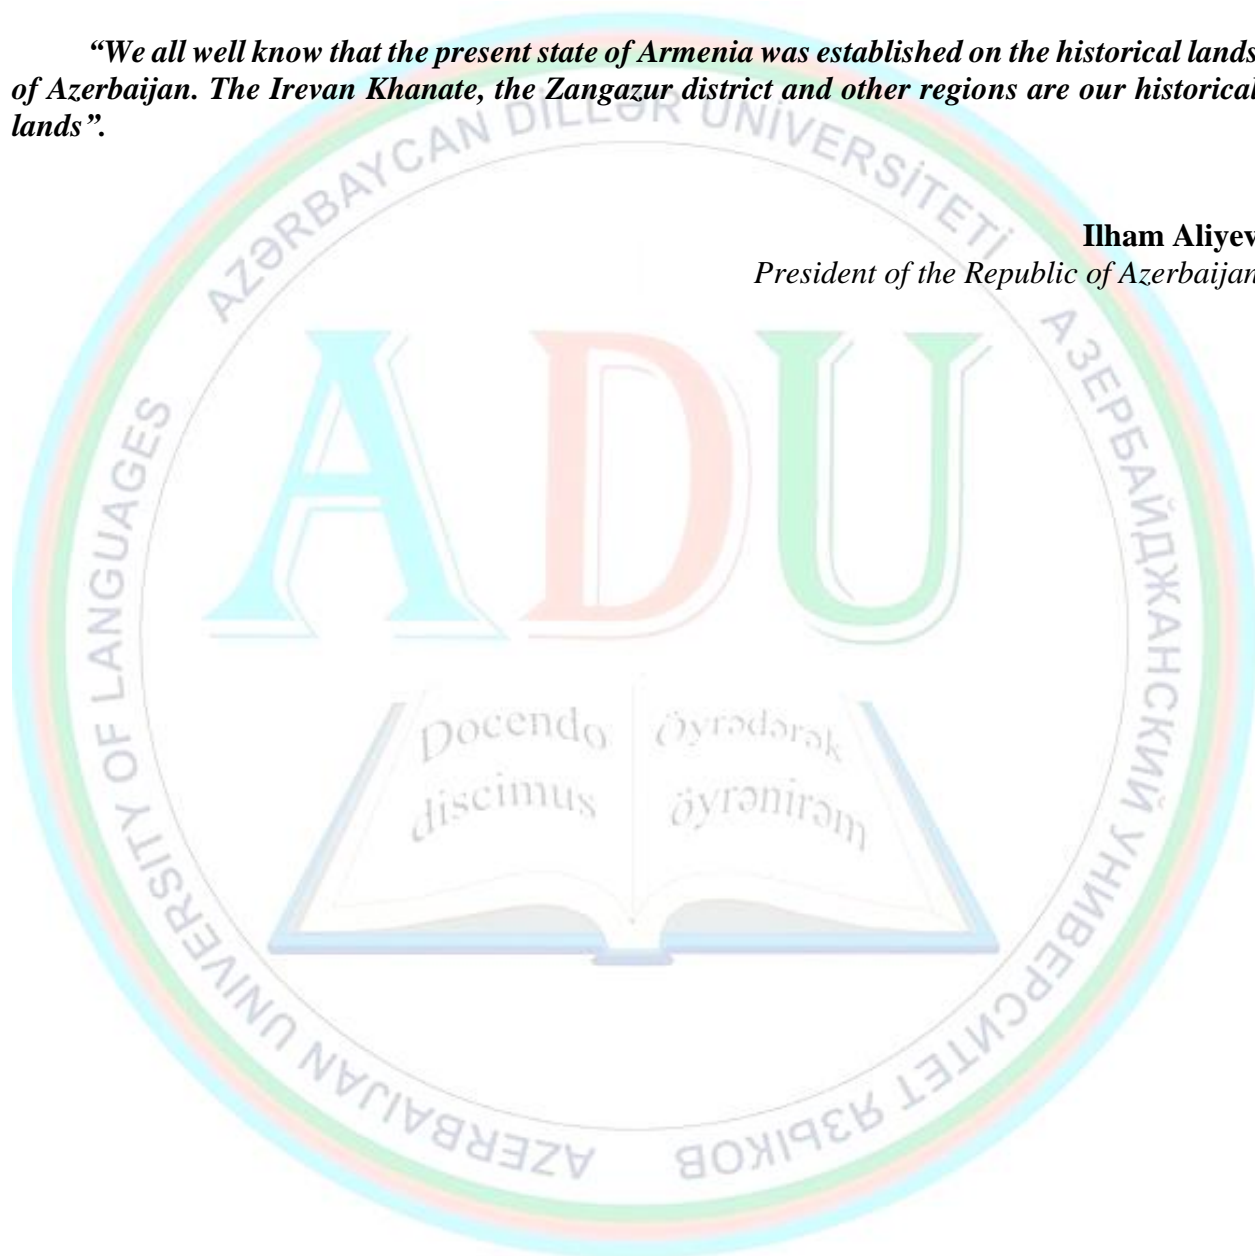 “We all well know that the present state of Armenia was established on the historical lands
of Azerbaijan. The Irevan Khanate, the Zangazur district and other regions are our historical
lands”.
Ilham Aliyev
President of the Republic of Azerbaijan
AZƏRBAYCAN DİLLƏR UNİVERSİTETİ
АЗЕРБАЙДЖАНСКИЙ УНИВЕРСИТЕТ ЯЗЫКОВ
AZERBAIJAN UNIVERSITY OF LANGUAGES
ADU
Docendo
discimus
Öyrədərək
öyrənirəm